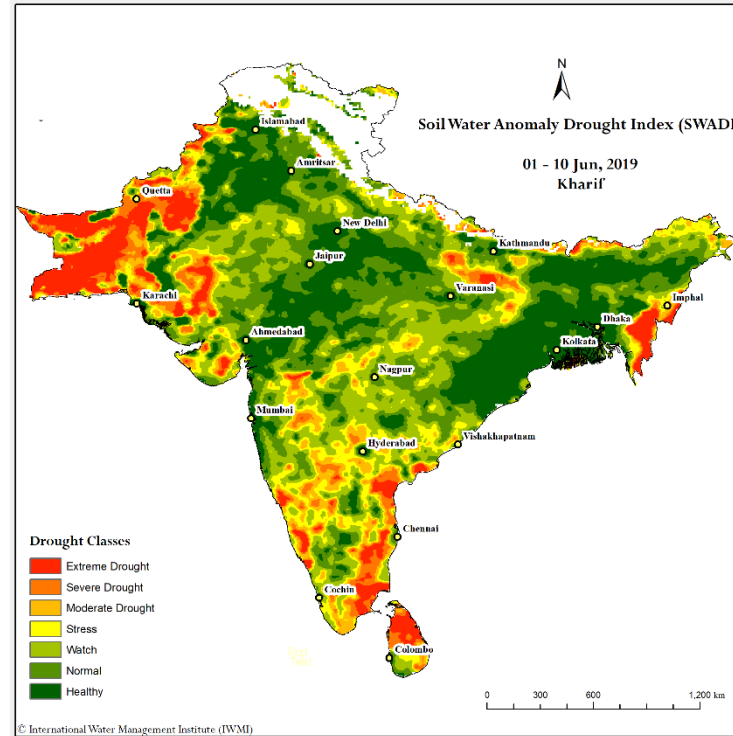 N
Soil Water Anomaly Drought Index (SWADI
01 - 10 Jun, 2019
Kharif
Islamabad
Amritsar
Quetta
New Delhi
Kathmandu
Jaipur
Varanasi
Karachi
Imphal
Dhaka
Ahmedabad
Kolkata
Nagpur
Mumbai
Vishakhapatnam
Hyderabad
Chennai
Drought Classes
Extreme Drought
Severe Drought
Cochin
Moderate Drought
Stress
Watch
Colombo
Normal
Healthy
0 300 600 1,200 km
© International Water Management Institute (IWMI)